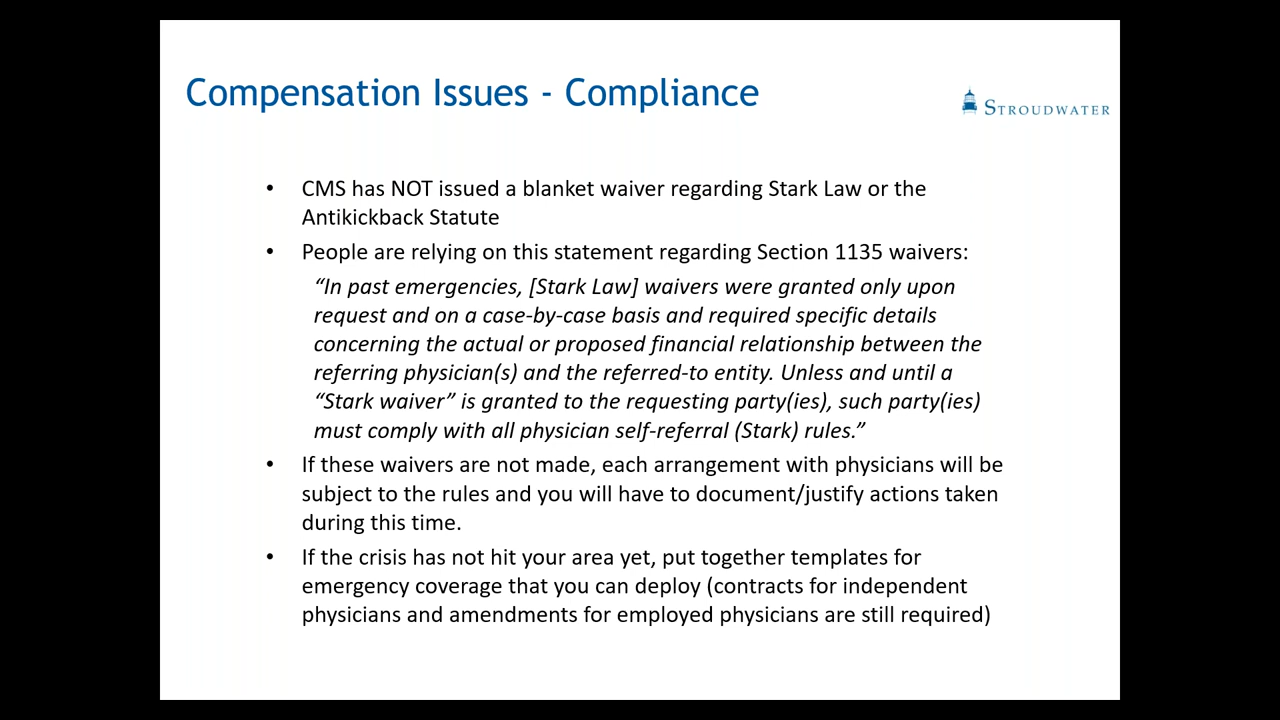 Compensation Issues - Compliance
STROUDWATER
• CMS has NOT issued a blanket waiver regarding Stark Law or the
Antikickback Statute
• People are relying on this statement regarding Section 1135 waivers:
“In past emergencies, [Stark Law] waivers were granted only upon
request and on a case-by-case basis and required specific details
concerning the actual or proposed financial relationship between the
referring physician(s) and the referred-to entity. Unless and until a
“Stark waiver” is granted to the requesting party(ies), such party(ies)
must comply with all physician self-referral (Stark) rules.”
• If these waivers are not made, each arrangement with physicians will be
subject to the rules and you will have to document/justify actions taken
during this time.
• If the crisis has not hit your area yet, put together templates for
emergency coverage that you can deploy (contracts for independent
physicians and amendments for employed physicians are still required)